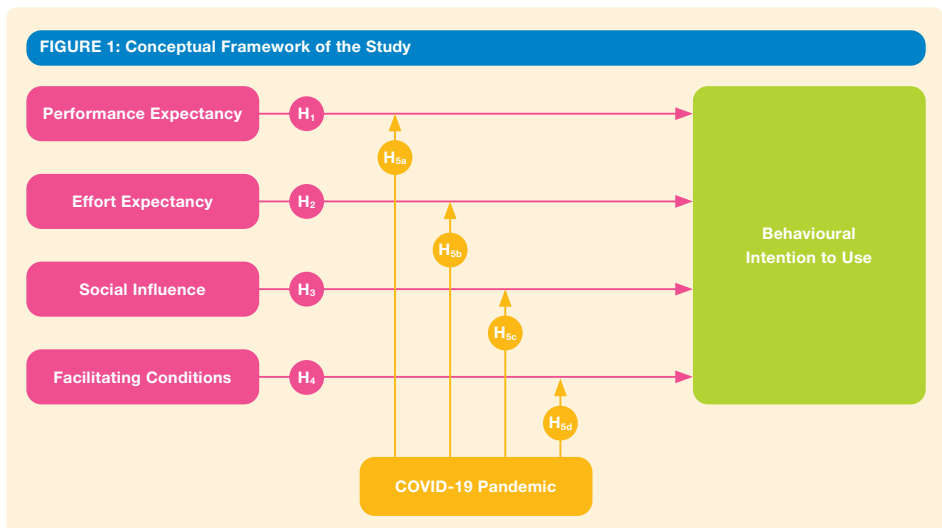 FIGURE 1: Conceptual Framework of the Study
Performance Expectancy
H₁
H₅ₐ
Effort Expectancy
H₂
H5b
Behavioural
Intention to Use
Social Influence
H₃
H5c
Facilitating Conditions
H₄
H5d
COVID-19 Pandemic